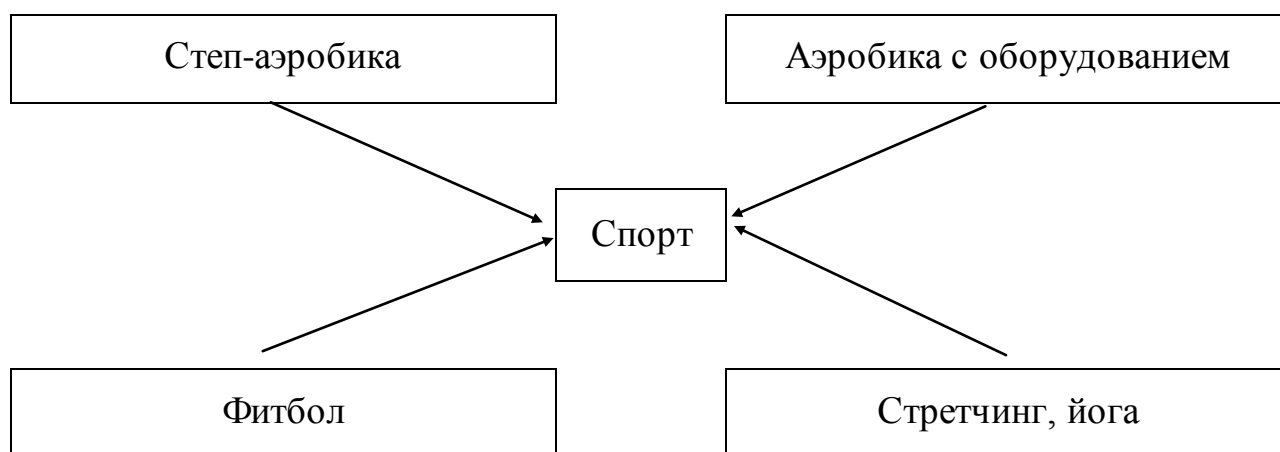 Степ-аэробика
Аэробика с оборудованием
Спорт
Фитбол
Стретчинг, йога